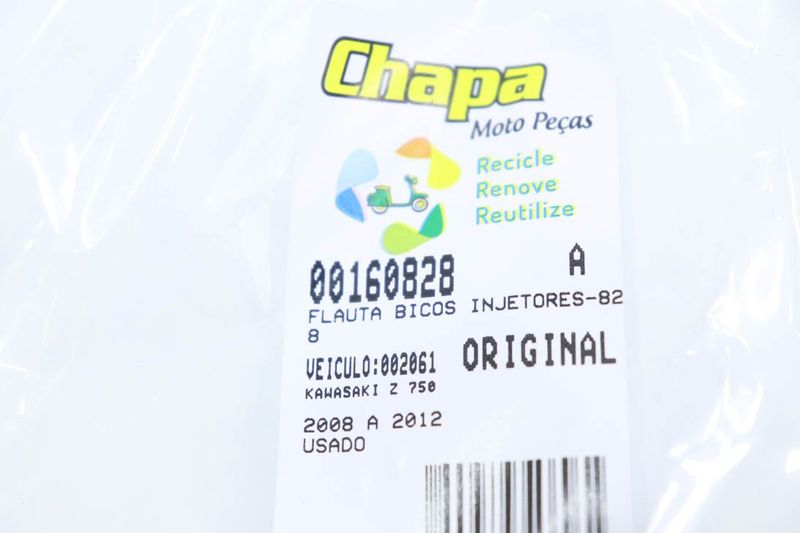 Chapa
Moto Peças
Recicle
Renove
Reutilize
00160828 A
FLAUTA BICOS INJETORES-82
8
VEICULO:002061 ORIGINAL
KAWASAKI Z 750
2008 A 2012
USADO